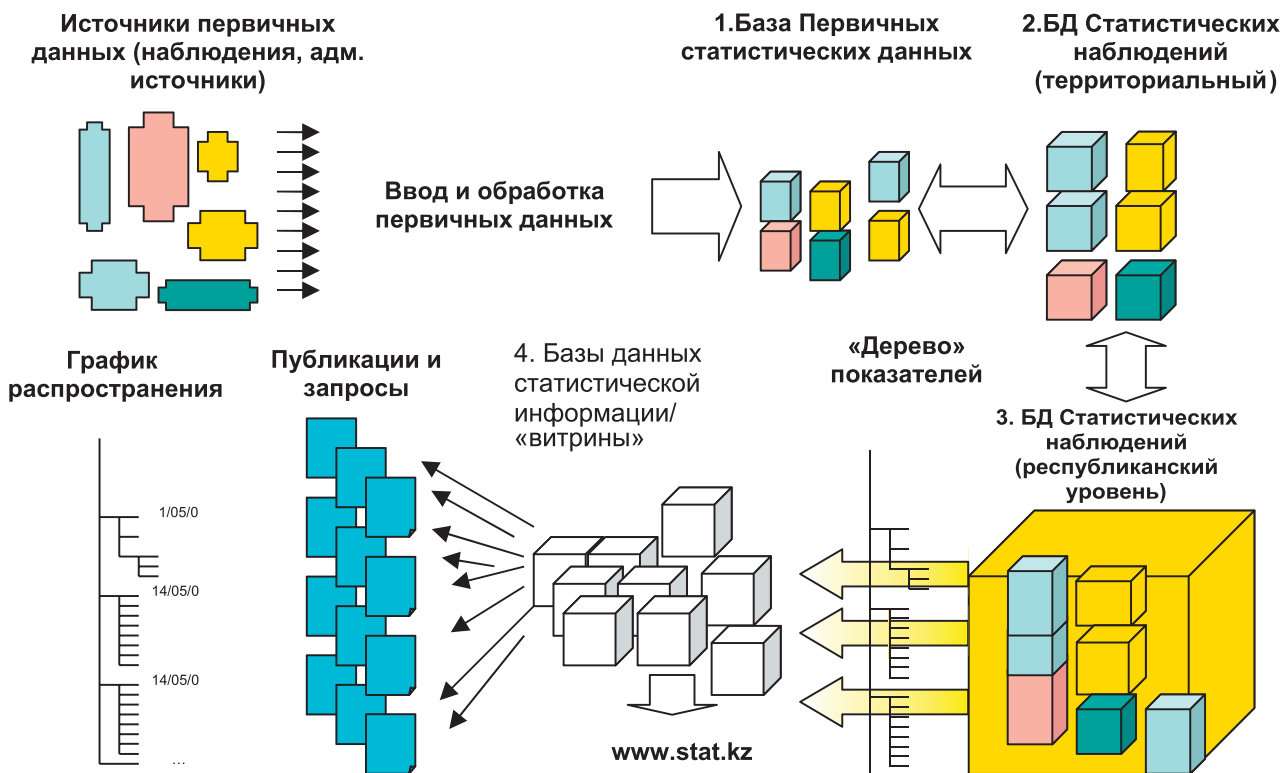 Источники первичных
данных (наблюдения, адм.
источники)
1.База Первичных
статистических данных
2.БД Статистических
наблюдений
(территориальный)
Ввод и обработка
первичных данных
График
распространения
Публикации и
запросы
4. Базы данных
статистической
информации/
«витрины»
«Дерево»
показателей
3. БД Статистических
наблюдений
(республиканский
уровень)
1/05/0
14/05/0
14/05/0
...
www.stat.kz